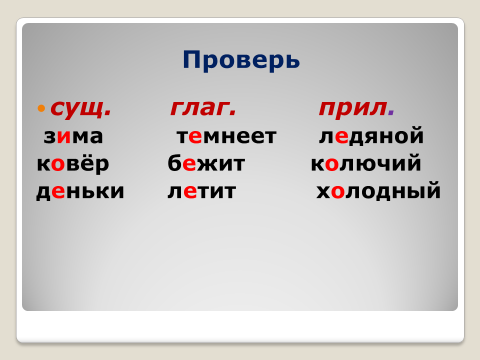 Проверь
• сущ. глаг. прил.
зима темнеет ледяной
ковёр бежит колючий
деньки летит холодный